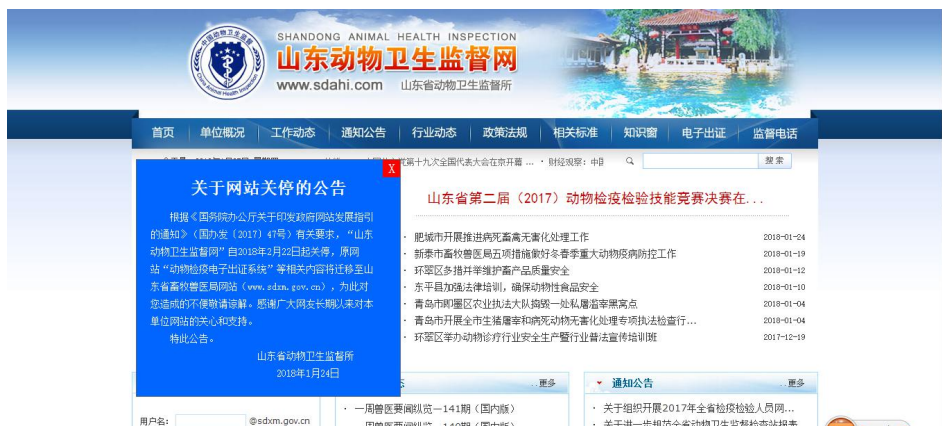 SHANDONG ANIMAL HEALTH INSPECTION
山东动物卫生监督网
www.sdahi.com 山东省动物卫生监督所
首页 单位概况 工作动态 通知公告 行业动态 政策法规 相关标准 知识窗 电子出证 监督电话
第十九次全国代表大会在京开幕 ... · 财经观察: 中 搜索
X
关于网站关停的公告
根据《国务院办公厅关于印发政府网站发展指引
的通知》(国办发〔2017〕47号)有关要求,“山东
动物卫生监督网”自2018年2月22日起关停,原网
站“动物检疫电子出证系统”等相关内容将迁移至山
东省畜牧兽医局网站(www.sdxm.gov.cn),为此对
您造成的不便敬请谅解。感谢广大网友长期以来对本
单位网站的关心和支持。
特此公告。
山东省动物卫生监督所
2018年1月24日
山东省第二届(2017)动物检疫检验技能竞赛决赛在...
· 肥城市开展推进病死畜禽无害化处理工作 2018-01-24
· 新泰市畜牧兽医局五项措施做好冬春季重大动物疫病防控工作 2018-01-19
· 环翠区多措并举维护畜产品质量安全 2018-01-12
· 东平县加强法律培训,确保动物性食品安全 2018-01-10
· 青岛市即墨区农业执法大队捣毁一处私屠滥宰黑窝点 2018-01-04
· 青岛市开展全市生猪屠宰和病死动物无害化处理专项执法检查行... 2018-01-04
· 环翠区举办动物诊疗行业安全生产暨行业普法宣传培训班 2017-12-19
态 ..更多
通知公告 ..更多
· 一周兽医要闻纵览—141期(国内版)
· 关于组织开展2017年全省检疫检验人员网...
用户名: @sdxm.gov.cn